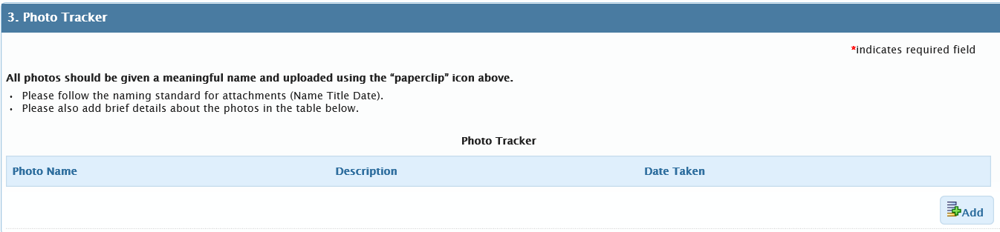 3. Photo Tracker
*indicates required field
All photos should be given a meaningful name and uploaded using the “paperclip” icon above.
• Please follow the naming standard for attachments (Name Title Date).
• Please also add brief details about the photos in the table below.
Photo Tracker
Photo Name Description Date Taken
Add